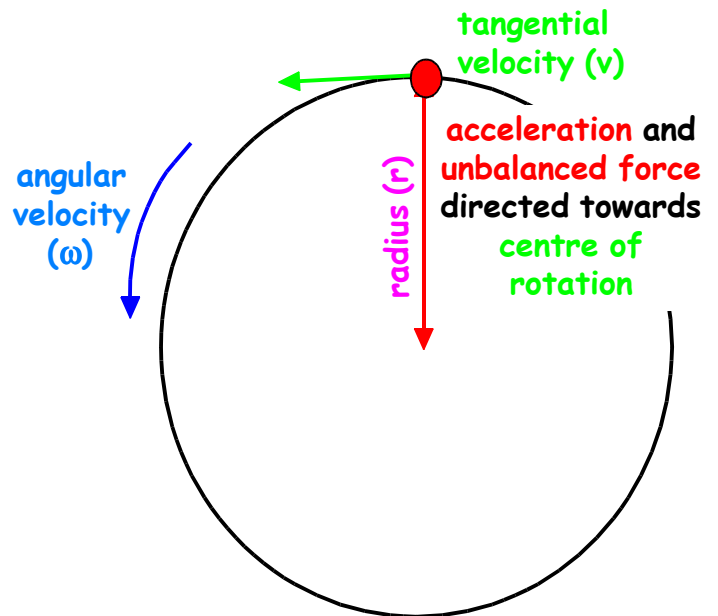 tangential
velocity (v)
acceleration and
unbalanced force
directed towards
centre of
rotation
radius (r)
angular
velocity
(ω)